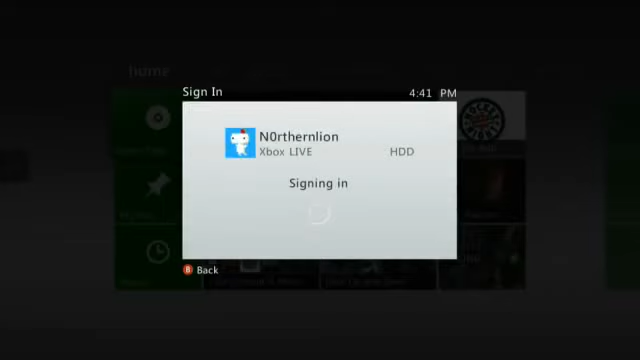 home
Sign In
4:41 PM
N0rthernlion
Xbox LIVE
HDD
Signing in
B Back